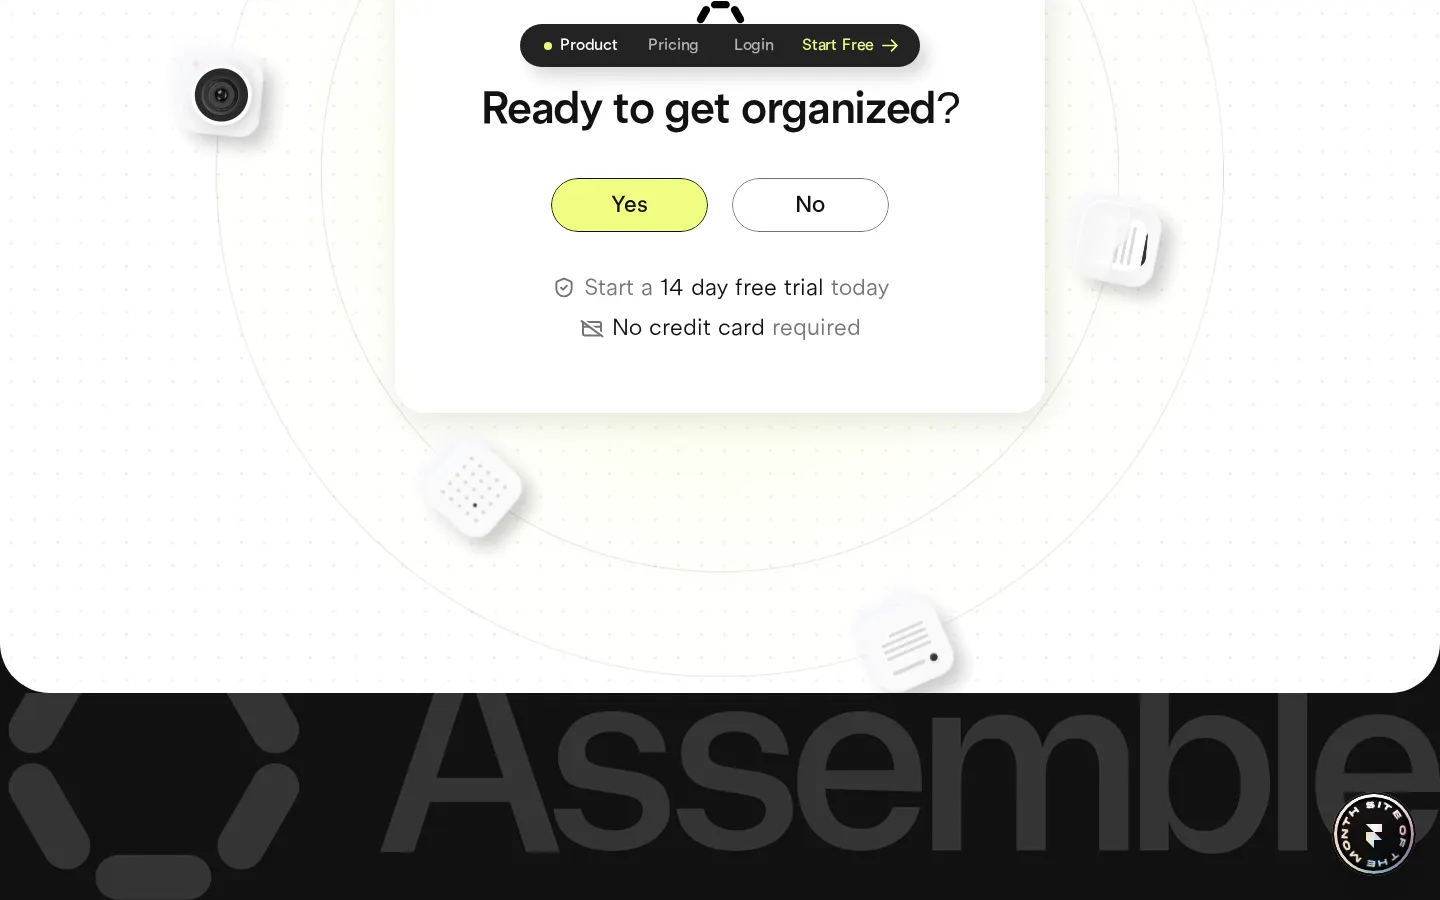 Product Pricing Login Start Free
Ready to get organized?
Yes No
Start a 14 day free trial today
No credit card required
Assemble
SITE OF THE MONTH